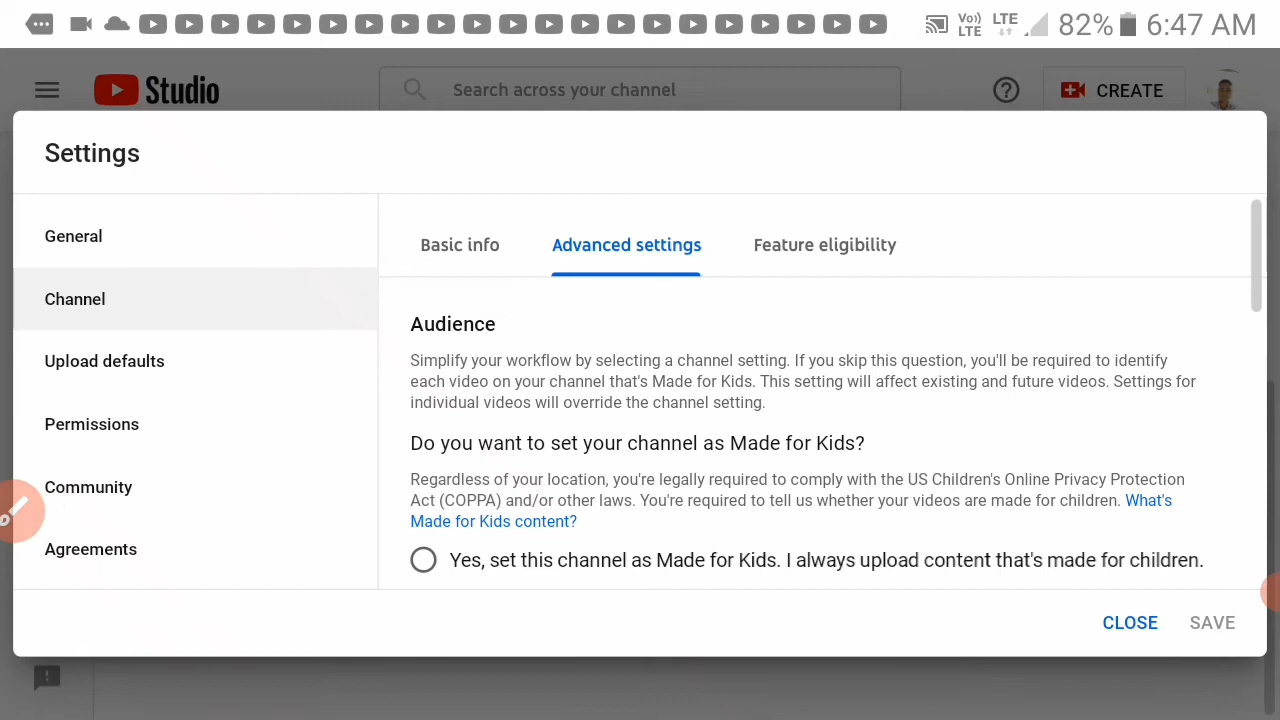 Vo)) LTE LTE 82% 6:47 AM
Studio Search across your channel CREATE
Settings
General
Channel
Upload defaults
Permissions
Community
Agreements
Basic info Advanced settings Feature eligibility
Audience
Simplify your workflow by selecting a channel setting. If you skip this question, you'll be required to identify
each video on your channel that's Made for Kids. This setting will affect existing and future videos. Settings for
individual videos will override the channel setting.
Do you want to set your channel as Made for Kids?
Regardless of your location, you're legally required to comply with the US Children's Online Privacy Protection
Act (COPPA) and/or other laws. You're required to tell us whether your videos are made for children. What's
Made for Kids content?
Yes, set this channel as Made for Kids. I always upload content that's made for children.
CLOSE SAVE